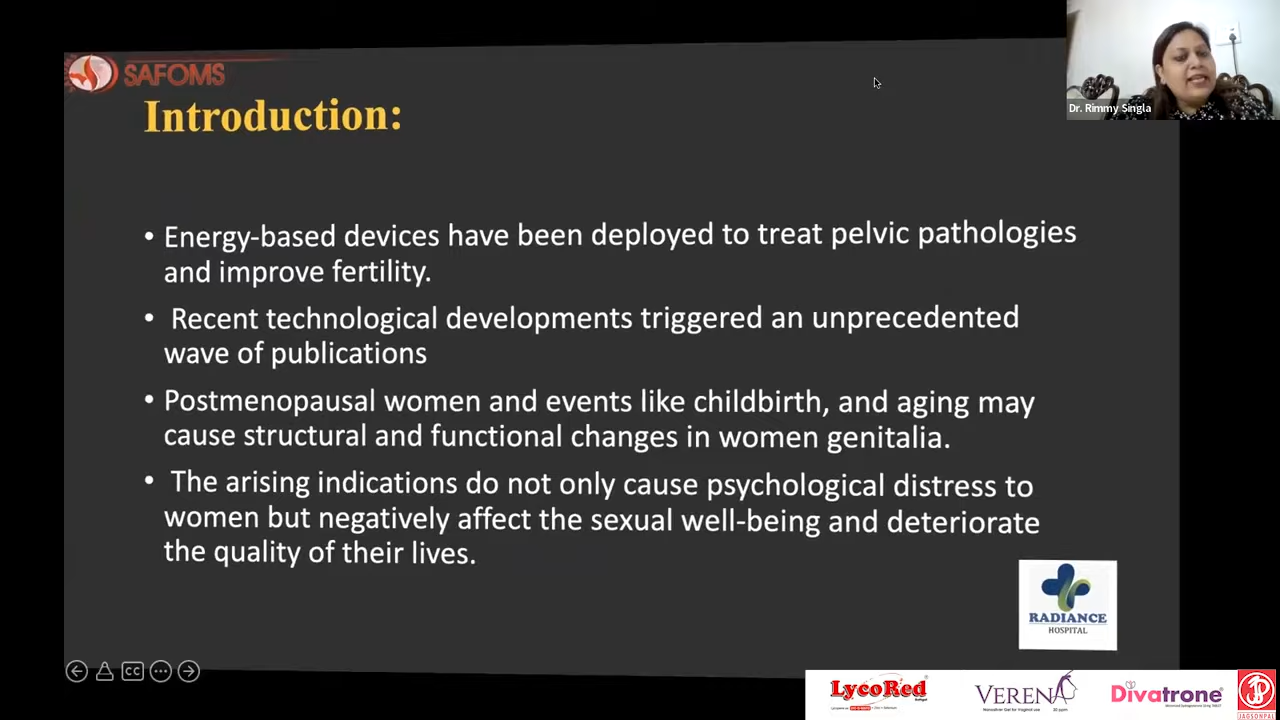 SAFOMS
Introduction:
Dr. Rimmy Singla
• Energy-based devices have been deployed to treat pelvic pathologies
and improve fertility.
• Recent technological developments triggered an unprecedented
wave of publications
• Postmenopausal women and events like childbirth, and aging may
cause structural and functional changes in women genitalia.
• The arising indications do not only cause psychological distress to
women but negatively affect the sexual well-being and deteriorate
the quality of their lives.
RADIANCE
HOSPITAL
CC
LycoRed
VERENA
Divatrone
JAGSONPAL